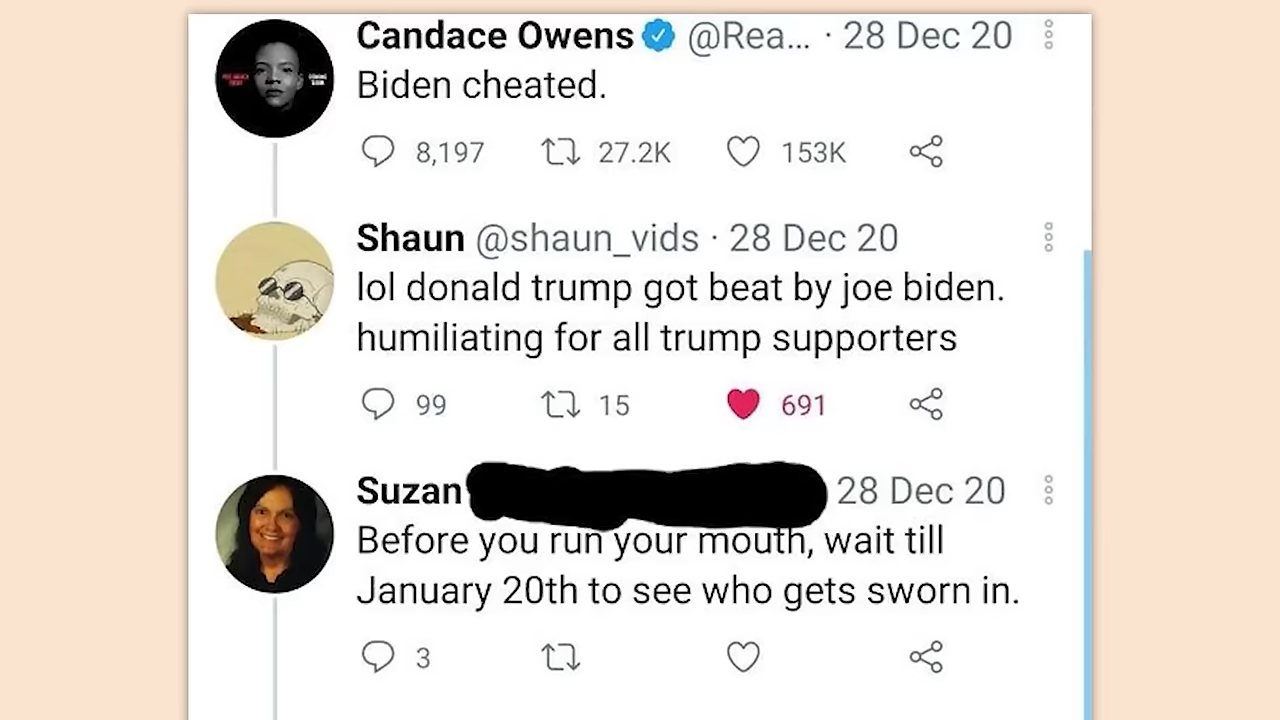 Candace Owens @Rea... · 28 Dec 20
Biden cheated.
8,197 27.2K 153K
Shaun @shaun_vids · 28 Dec 20
lol donald trump got beat by joe biden.
humiliating for all trump supporters
99 15 691
Suzan 28 Dec 20
Before you run your mouth, wait till
January 20th to see who gets sworn in.
3